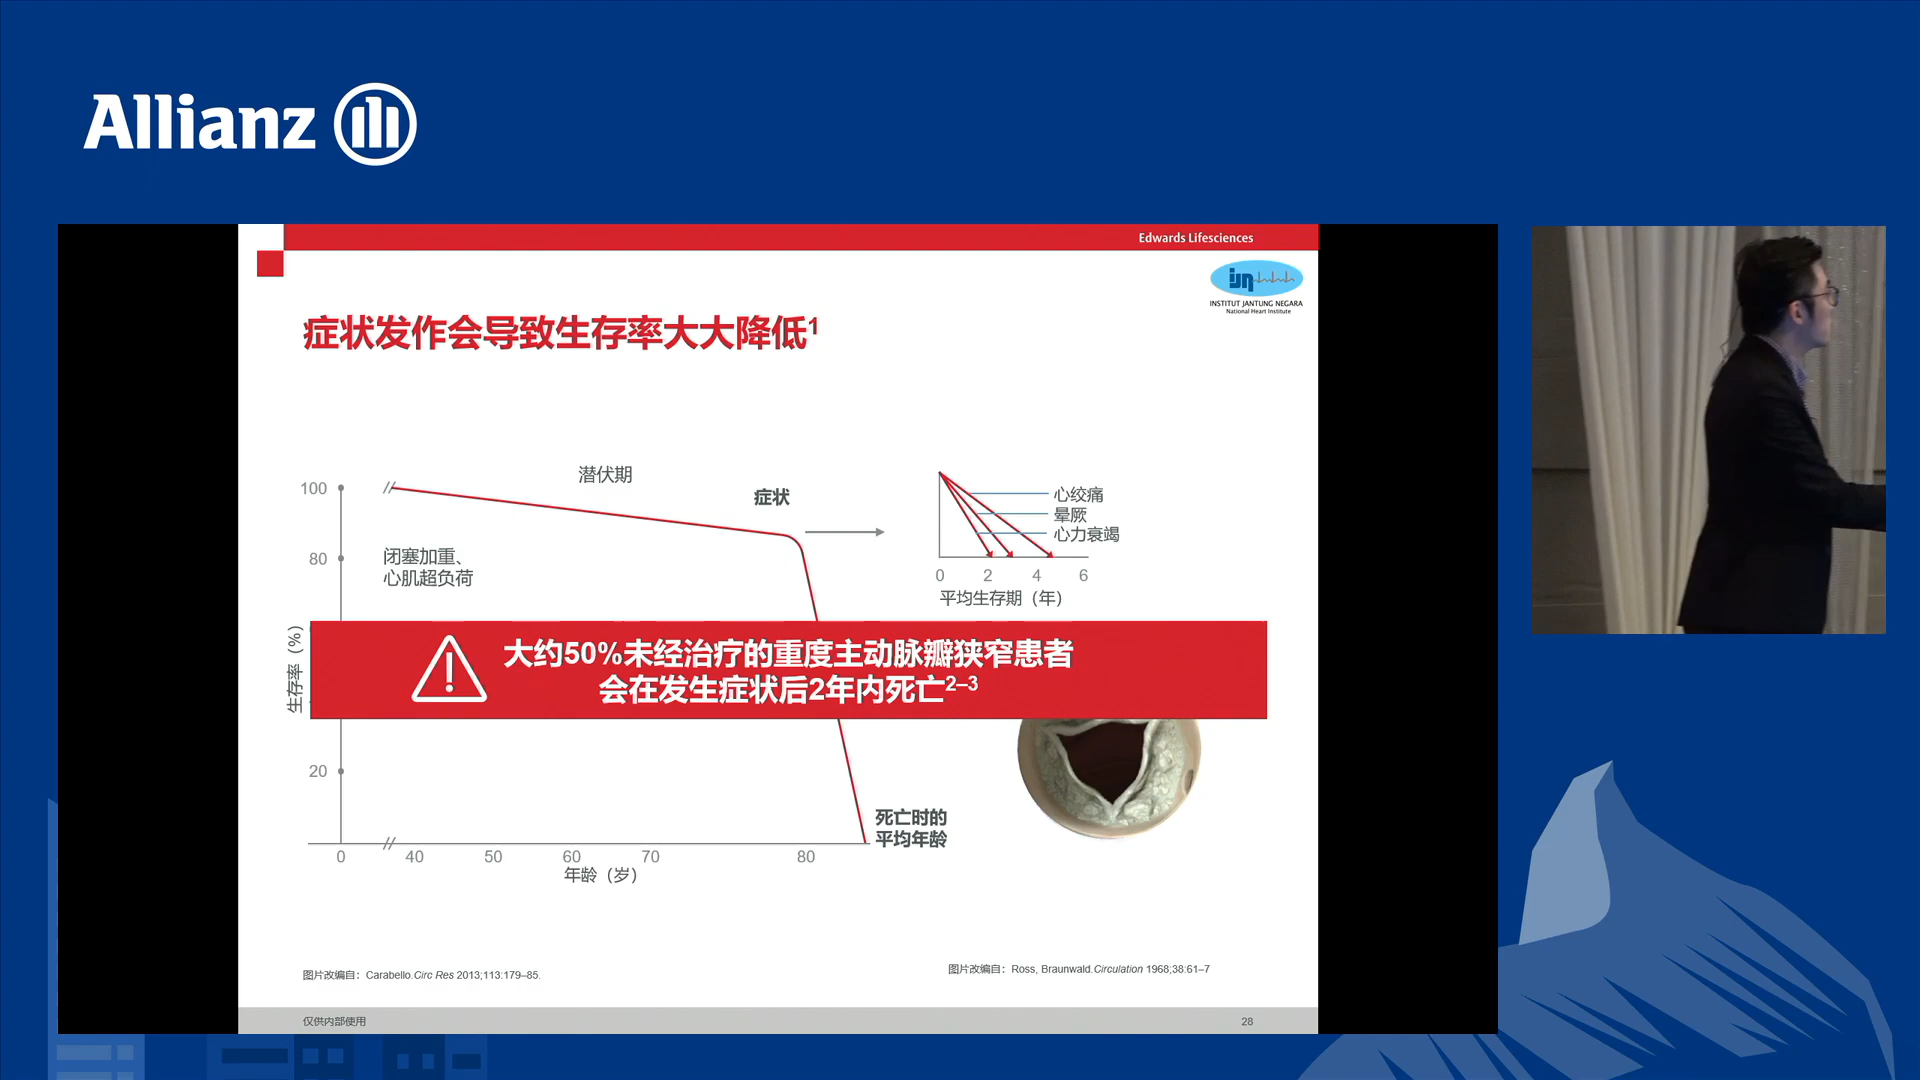 Allianz
Edwards Lifesciences
ijn
INSTITUT JANTUNG NEGARA
National Heart Institute
症状发作会导致生存率大大降低1
潜伏期
症状
100
80
20
闭塞加重、
心肌超负荷
生存率（%）
心绞痛
晕厥
心力衰竭
0 2 4 6
平均生存期（年）
大约50%未经治疗的重度主动脉瓣狭窄患者
会在发生症状后2年内死亡2–3
死亡时的
平均年龄
0 40 50 60 70 80
年龄（岁）
图片改编自：Carabello.Circ Res 2013;113:179–85.
图片改编自：Ross, Braunwald.Circulation 1968;38:61–7
仅供内部使用
28